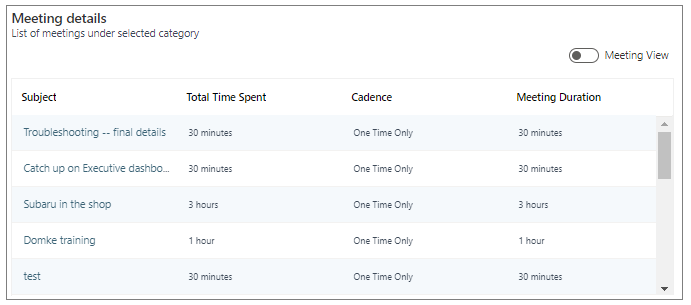 Meeting details
List of meetings under selected category
Meeting View
Subject Total Time Spent Cadence Meeting Duration
Troubleshooting -- final details 30 minutes One Time Only 30 minutes
Catch up on Executive dashbo... 30 minutes One Time Only 30 minutes
Subaru in the shop 3 hours One Time Only 3 hours
Domke training 1 hour One Time Only 1 hour
test 30 minutes One Time Only 30 minutes